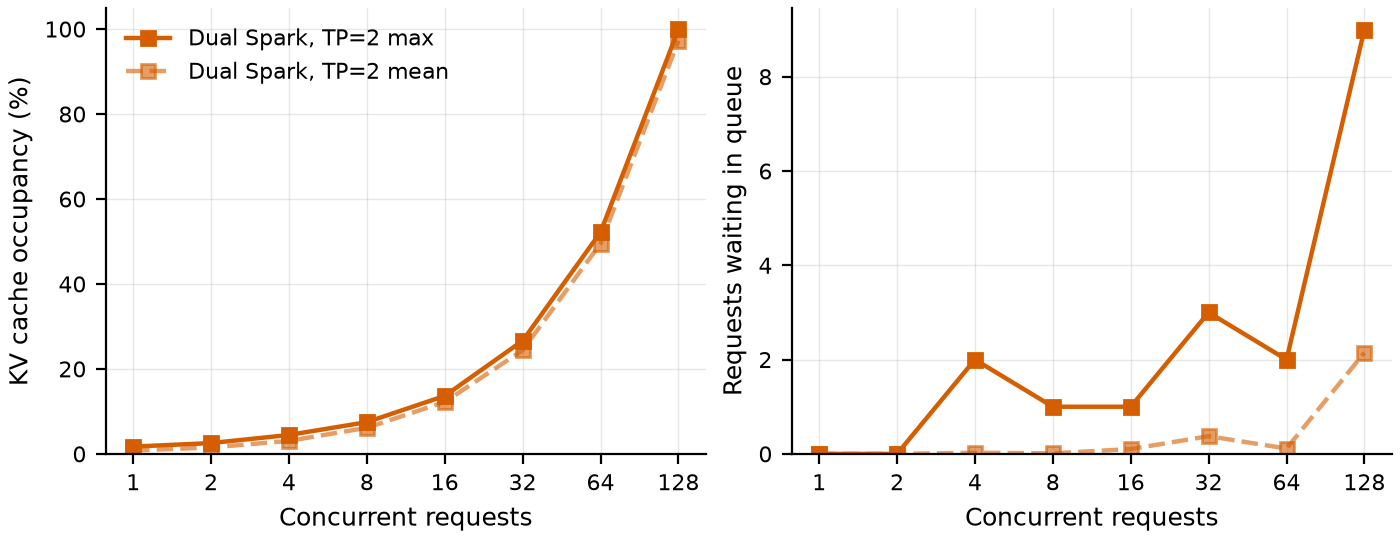 KV cache occupancy (%)
100
80
60
40
20
0
Dual Spark, TP=2 max
Dual Spark, TP=2 mean
1 2 4 8 16 32 64 128
Concurrent requests
Requests waiting in queue
8
6
4
2
0
1 2 4 8 16 32 64 128
Concurrent requests